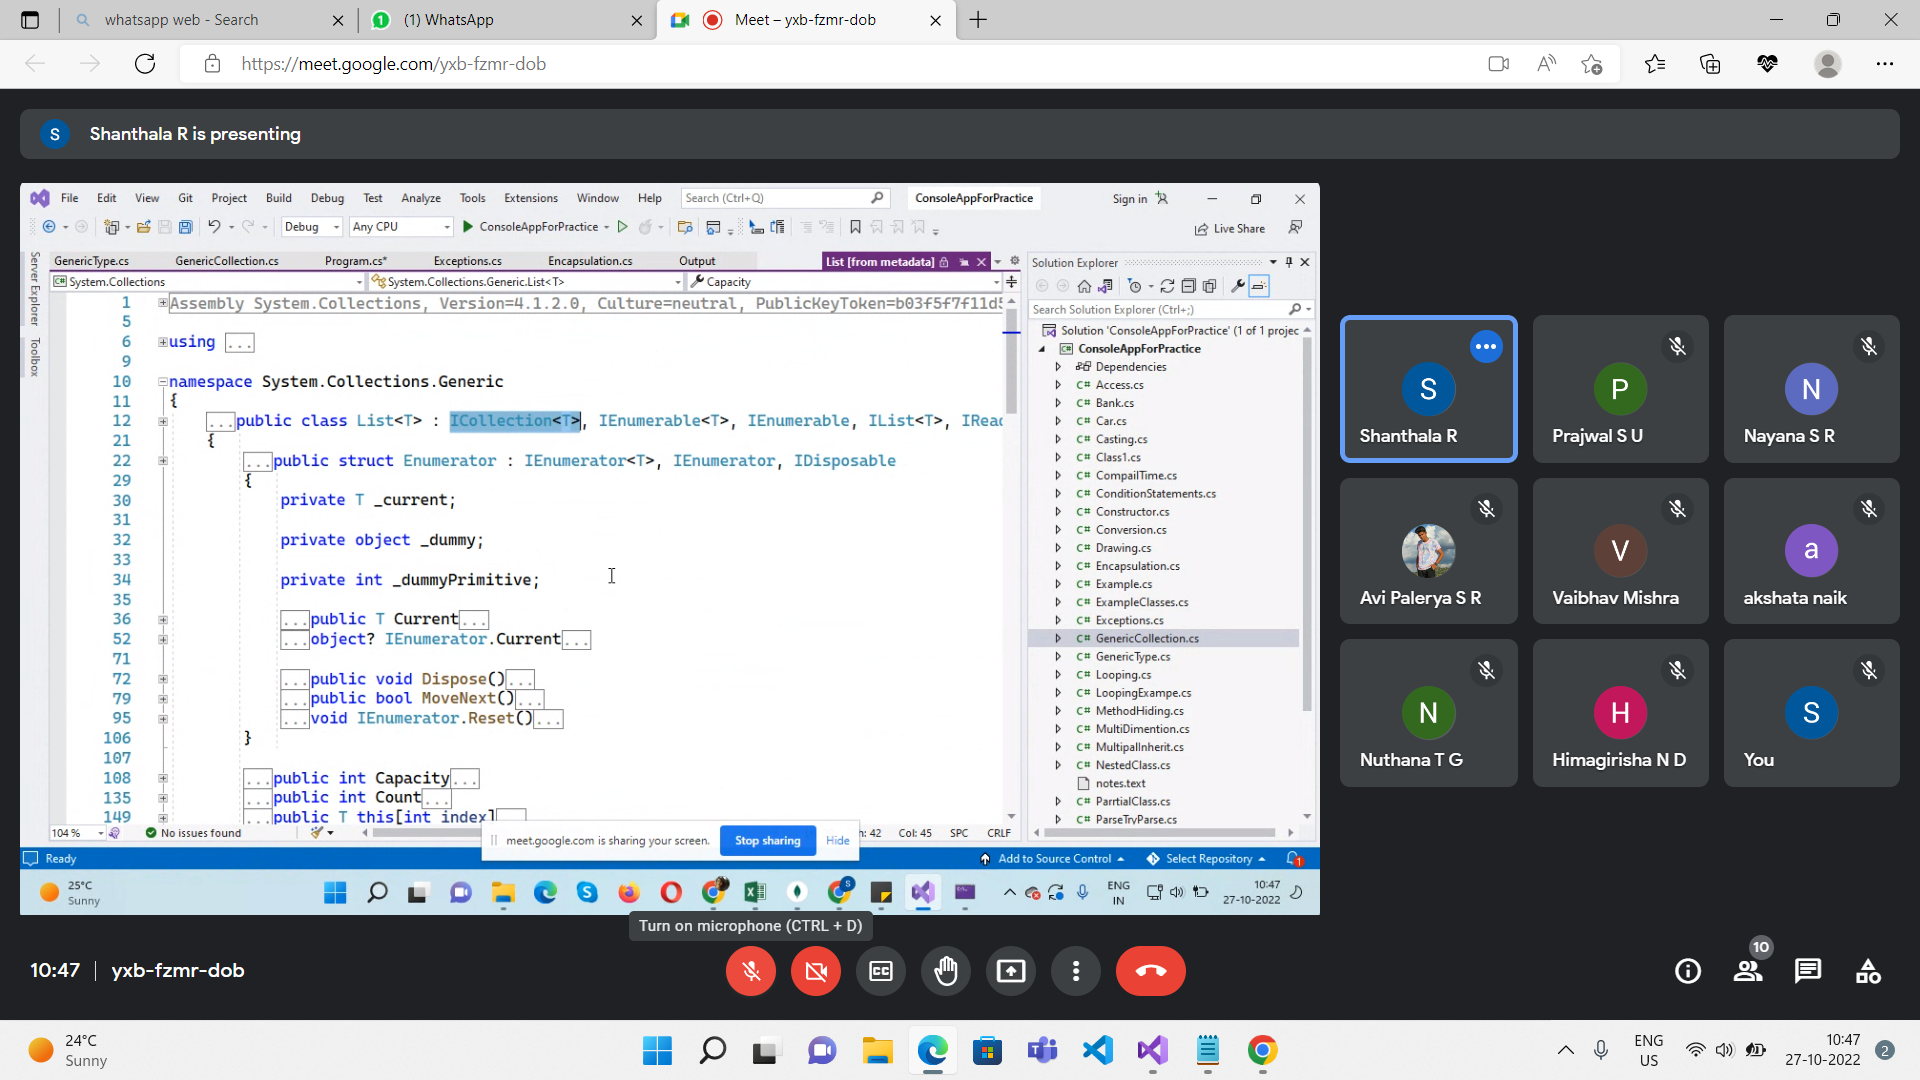 whatsapp web - Search
(1) WhatsApp
Meet – yxb-fzmr-dob
https://meet.google.com/yxb-fzmr-dob
S Shanthala R is presenting
File Edit View Git Project Build Debug Test Analyze Tools Extensions Window Help Search (Ctrl+Q) ConsoleAppForPractice Sign in
Debug Any CPU ConsoleAppForPractice Live Share
Server Explorer
Toolbox
GenericType.cs GenericCollection.cs Program.cs* Exceptions.cs Encapsulation.cs Output List [from metadata]
System.Collections System.Collections.Generic.List<T> Capacity
1 Assembly System.Collections, Version=4.1.2.0, Culture=neutral, PublicKeyToken=b03f5f7f11d5
5
6 using ...
9
10 namespace System.Collections.Generic
11 {
12 ...public class List<T> : ICollection<T>, IEnumerable<T>, IEnumerable, IList<T>, IRead
21 {
22 ...public struct Enumerator : IEnumerator<T>, IEnumerator, IDisposable
29 {
30 private T _current;
31
32 private object _dummy;
33
34 private int _dummyPrimitive;
35
36 ...public T Current...
52 ...object? IEnumerator.Current...
71
72 ...public void Dispose()...
79 ...public bool MoveNext()...
95 ...void IEnumerator.Reset()...
106 }
107
108 ...public int Capacity...
135 ...public int Count...
149 ...public T this[int index]...
104 % No issues found : 42 Col: 45 SPC CRLF
Solution Explorer
Search Solution Explorer (Ctrl+;)
Solution 'ConsoleAppForPractice' (1 of 1 projec
ConsoleAppForPractice
Dependencies
C# Access.cs
C# Bank.cs
C# Car.cs
C# Casting.cs
C# Class1.cs
C# CompailTime.cs
C# ConditionStatements.cs
C# Constructor.cs
C# Conversion.cs
C# Drawing.cs
C# Encapsulation.cs
C# Example.cs
C# ExampleClasses.cs
C# Exceptions.cs
C# GenericCollection.cs
C# GenericType.cs
C# Looping.cs
C# LoopingExampe.cs
C# MethodHiding.cs
C# MultiDimention.cs
C# MultipalInherit.cs
C# NestedClass.cs
notes.text
C# ParrtialClass.cs
C# ParseTryParse.cs
meet.google.com is sharing your screen. Stop sharing Hide
Ready Add to Source Control Select Repository 1
25°C
Sunny
ENG
IN
10:47
27-10-2022
Turn on microphone (CTRL + D)
S
Shanthala R
P
Prajwal S U
N
Nayana S R
Avi Palerya S R
V
Vaibhav Mishra
a
akshata naik
N
Nuthana T G
H
Himagirisha N D
S
You
10:47 | yxb-fzmr-dob
CC
10
24°C
Sunny
ENG
US
10:47
27-10-2022
2